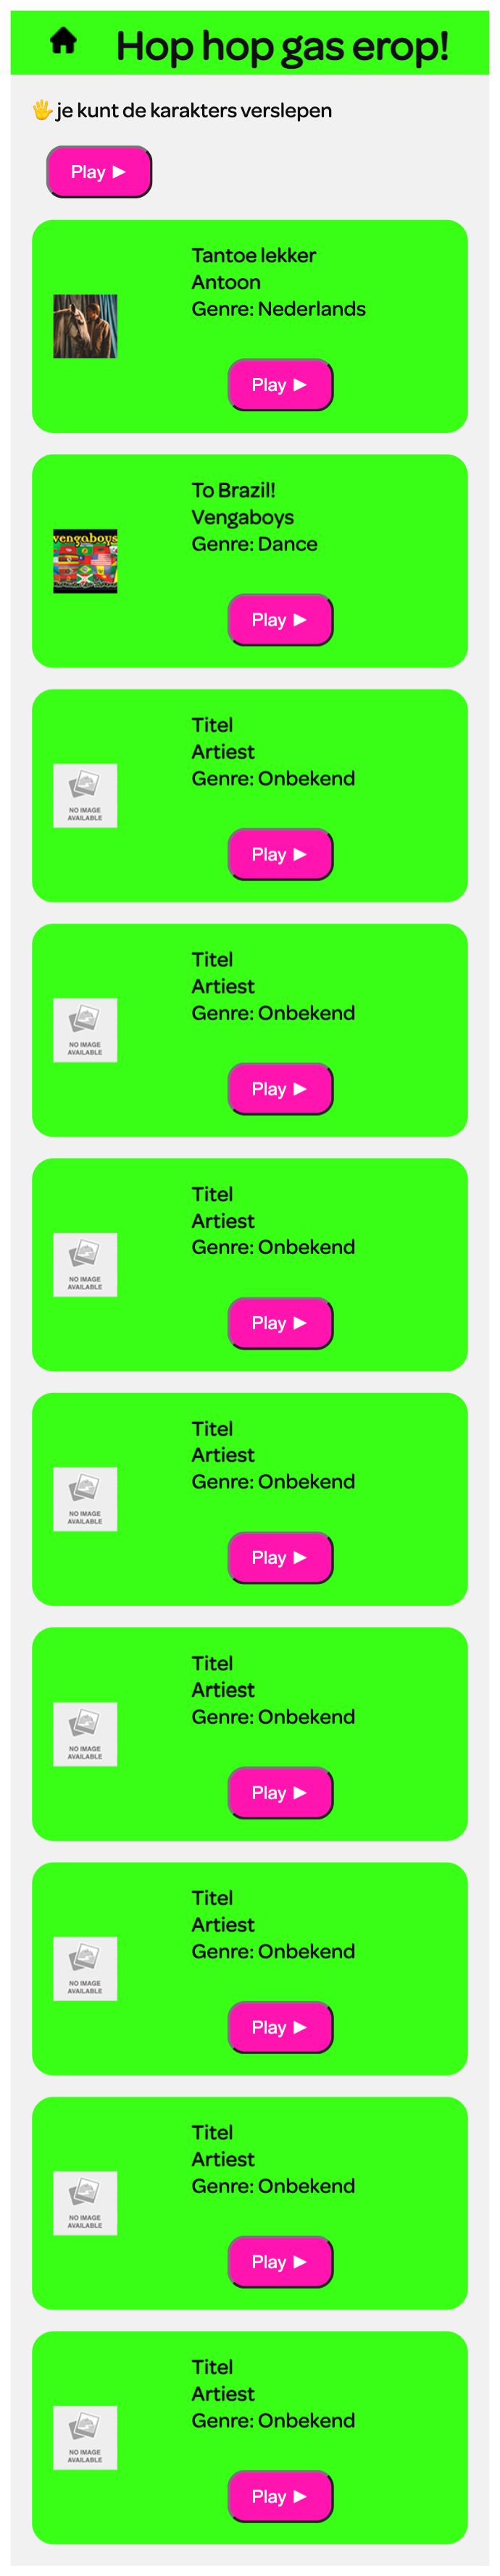 Hop hop gas erop!
🖐 je kunt de karakters verslepen
Play ►
Tantoe lekker
Antoon
Genre: Nederlands
Play ►
vengaboys
To Brazil!
Vengaboys
Genre: Dance
Play ►
NO IMAGE
AVAILABLE
Titel
Artiest
Genre: Onbekend
Play ►
NO IMAGE
AVAILABLE
Titel
Artiest
Genre: Onbekend
Play ►
NO IMAGE
AVAILABLE
Titel
Artiest
Genre: Onbekend
Play ►
NO IMAGE
AVAILABLE
Titel
Artiest
Genre: Onbekend
Play ►
NO IMAGE
AVAILABLE
Titel
Artiest
Genre: Onbekend
Play ►
NO IMAGE
AVAILABLE
Titel
Artiest
Genre: Onbekend
Play ►
NO IMAGE
AVAILABLE
Titel
Artiest
Genre: Onbekend
Play ►
NO IMAGE
AVAILABLE
Titel
Artiest
Genre: Onbekend
Play ►